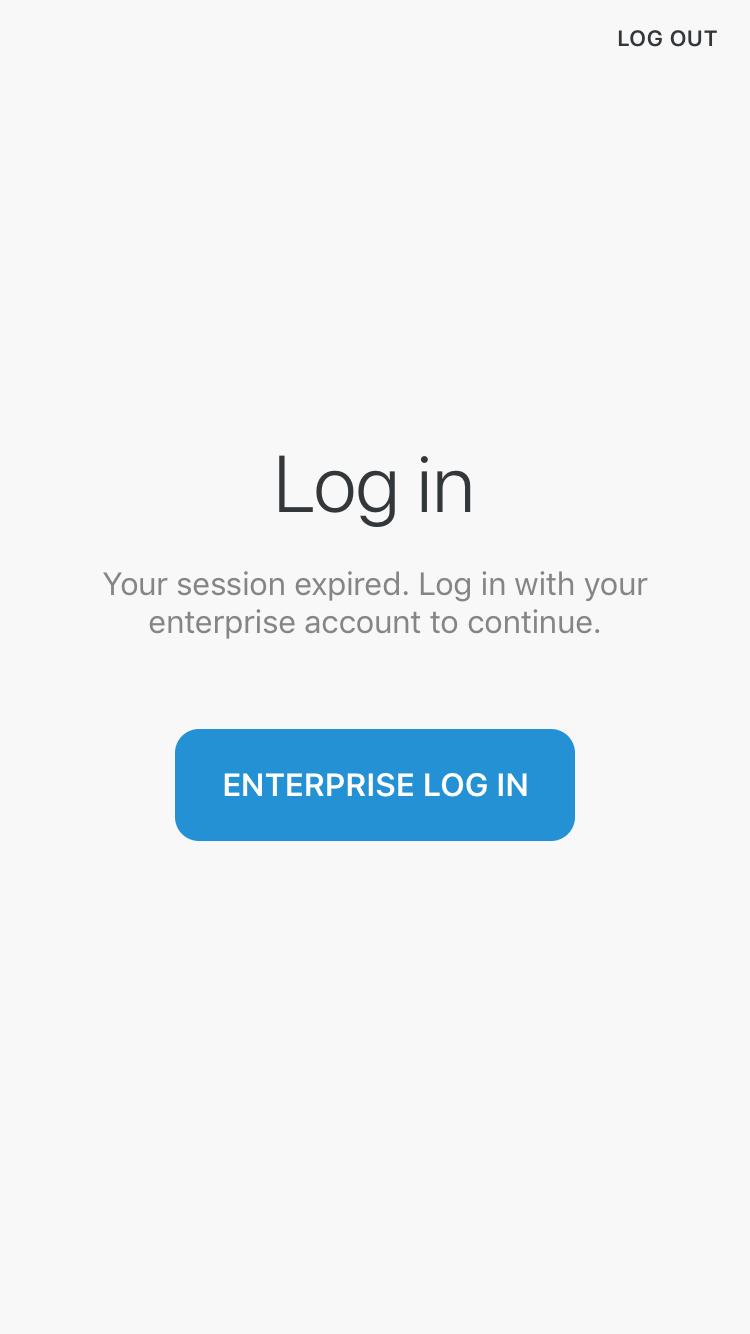 LOG OUT
Log in
Your session expired. Log in with your
enterprise account to continue.
ENTERPRISE LOG IN